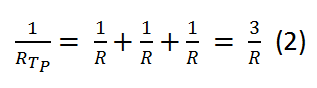 1/R_{T_P} = 1/R + 1/R + 1/R = 3/R (2)